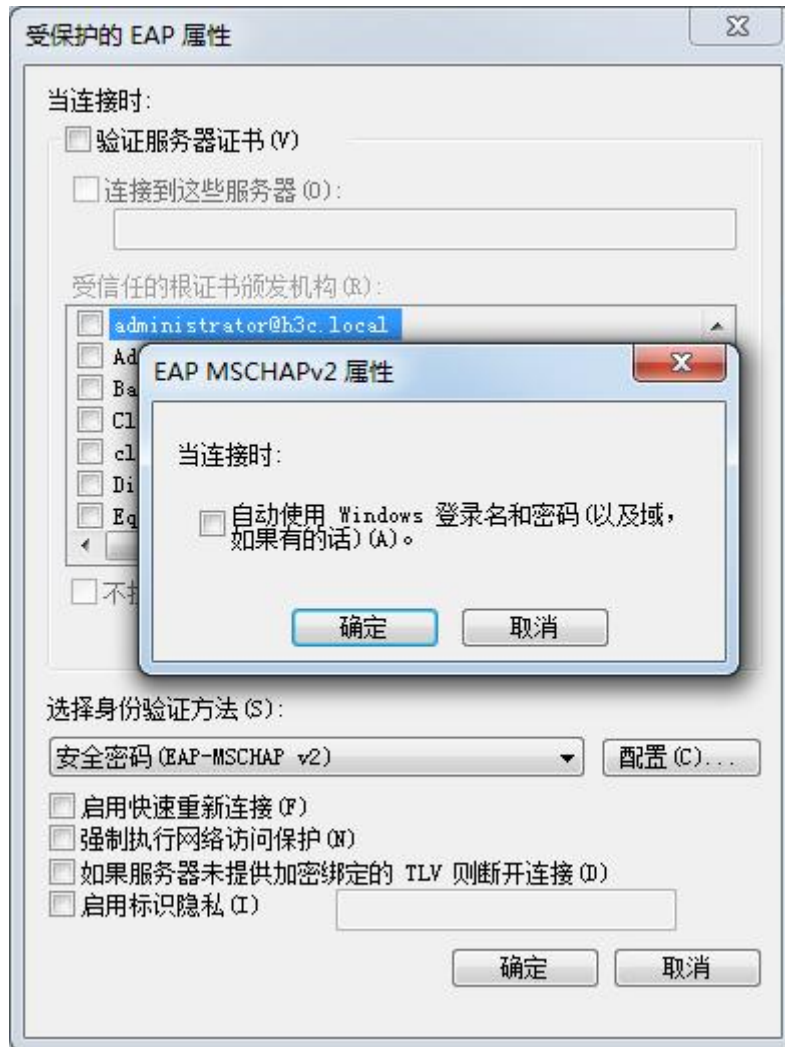 受保护的 EAP 属性
当连接时:
验证服务器证书(V)
连接到这些服务器(O):
受信任的根证书颁发机构(R):
administrator@h3c.local
Ad
Ba
Cl
cl
Di
Eq
EAP MSCHAPv2 属性
当连接时:
自动使用 Windows 登录名和密码(以及域,
如果有的话)(A)。
确定 取消
选择身份验证方法(S):
安全密码(EAP-MSCHAP v2) 配置(C)...
启用快速重新连接(F)
强制执行网络访问保护(N)
如果服务器未提供加密绑定的 TLV 则断开连接(D)
启用标识隐私(I)
确定 取消